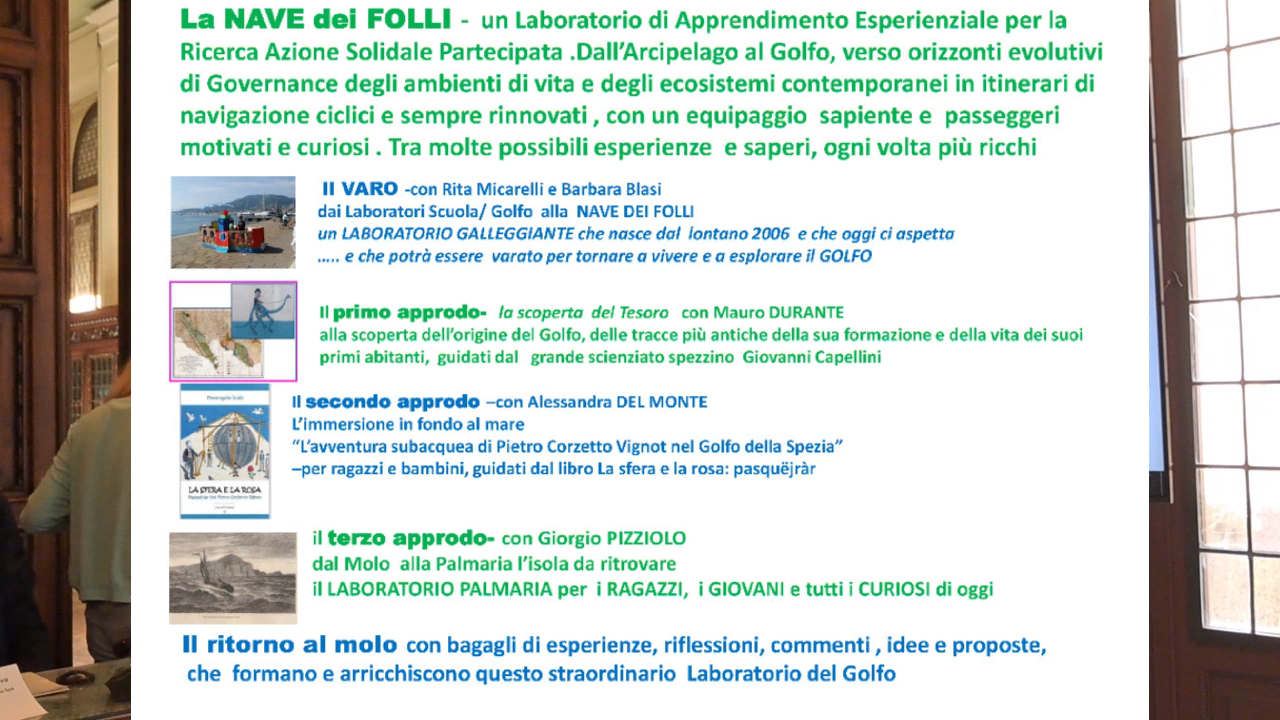 La NAVE dei FOLLI - un Laboratorio di Apprendimento Esperienziale per la
Ricerca Azione Solidale Partecipata .Dall'Arcipelago al Golfo, verso orizzonti evolutivi
di Governance degli ambienti di vita e degli ecosistemi contemporanei in itinerari di
navigazione ciclici e sempre rinnovati , con un equipaggio sapiente e passeggeri
motivati e curiosi . Tra molte possibili esperienze e saperi, ogni volta più ricchi
Il VARO -con Rita Micarelli e Barbara Blasi
dai Laboratori Scuola/ Golfo alla NAVE DEI FOLLI
un LABORATORIO GALLEGGIANTE che nasce dal lontano 2006 e che oggi ci aspetta
..... e che potrà essere varato per tornare a vivere e a esplorare il GOLFO
Il primo approdo- la scoperta del Tesoro con Mauro DURANTE
alla scoperta dell'origine del Golfo, delle tracce più antiche della sua formazione e della vita dei suoi
primi abitanti, guidati dal grande scienziato spezzino Giovanni Capellini
Il secondo approdo –con Alessandra DEL MONTE
L'immersione in fondo al mare
"L'avventura subacquea di Pietro Corzetto Vignot nel Golfo della Spezia"
–per ragazzi e bambini, guidati dal libro La sfera e la rosa: pasquëjràr
LA SFERA E LA ROSA
il terzo approdo- con Giorgio PIZZIOLO
dal Molo alla Palmaria l'isola da ritrovare
il LABORATORIO PALMARIA per i RAGAZZI, i GIOVANI e tutti i CURIOSI di oggi
Il ritorno al molo con bagagli di esperienze, riflessioni, commenti , idee e proposte,
che formano e arricchiscono questo straordinario Laboratorio del Golfo